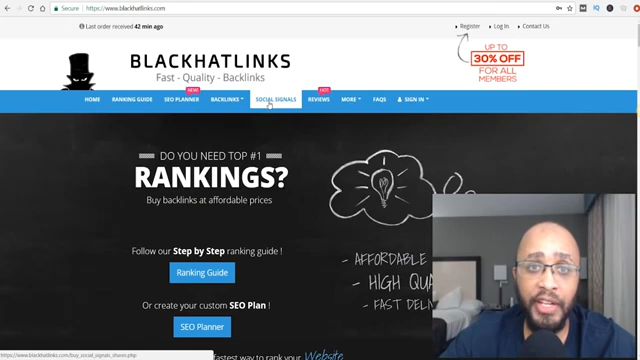 https://www.blackhatlinks.com
Last order received 42 min ago
Register
Log In
Contact Us
BLACKHATLINKS
Fast - Quality - Backlinks
UP TO
30% OFF
FOR ALL
MEMBERS
NEW
HOT
HOME
RANKING GUIDE
SEO PLANNER
BACKLINKS
SOCIAL SIGNALS
REVIEWS
MORE
FAQS
SIGN IN
DO YOU NEED TOP #1
RANKINGS?
Buy backlinks at affordable prices
- AFFORDABLE
- HIGH QUA
- FAST DELI
Follow our Step by Step ranking guide !
Ranking Guide
Or create your custom SEO Plan !
SEO Planner
fastest way to rank your Website
https://www.blackhatlinks.com/buy_social_signals_shares.php